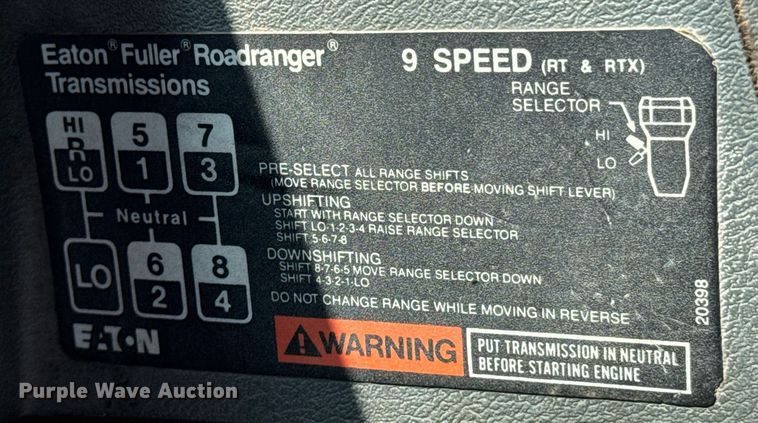 Eaton® Fuller® Roadranger®
Transmissions
9 SPEED (RT & RTX)
RANGE
SELECTOR
HI
LO
HI
R
LO
5
1
7
3
Neutral
LO
6
2
8
4
PRE-SELECT ALL RANGE SHIFTS
(MOVE RANGE SELECTOR BEFORE MOVING SHIFT LEVER)
UPSHIFTING
START WITH RANGE SELECTOR DOWN
SHIFT LO-1-2-3-4 RAISE RANGE SELECTOR
SHIFT 5-6-7-8
DOWNSHIFTING
SHIFT 8-7-6-5 MOVE RANGE SELECTOR DOWN
SHIFT 4-3-2-1-LO
DO NOT CHANGE RANGE WHILE MOVING IN REVERSE
20398
EATON
WARNING
PUT TRANSMISSION IN NEUTRAL
BEFORE STARTING ENGINE
Purple Wave Auction